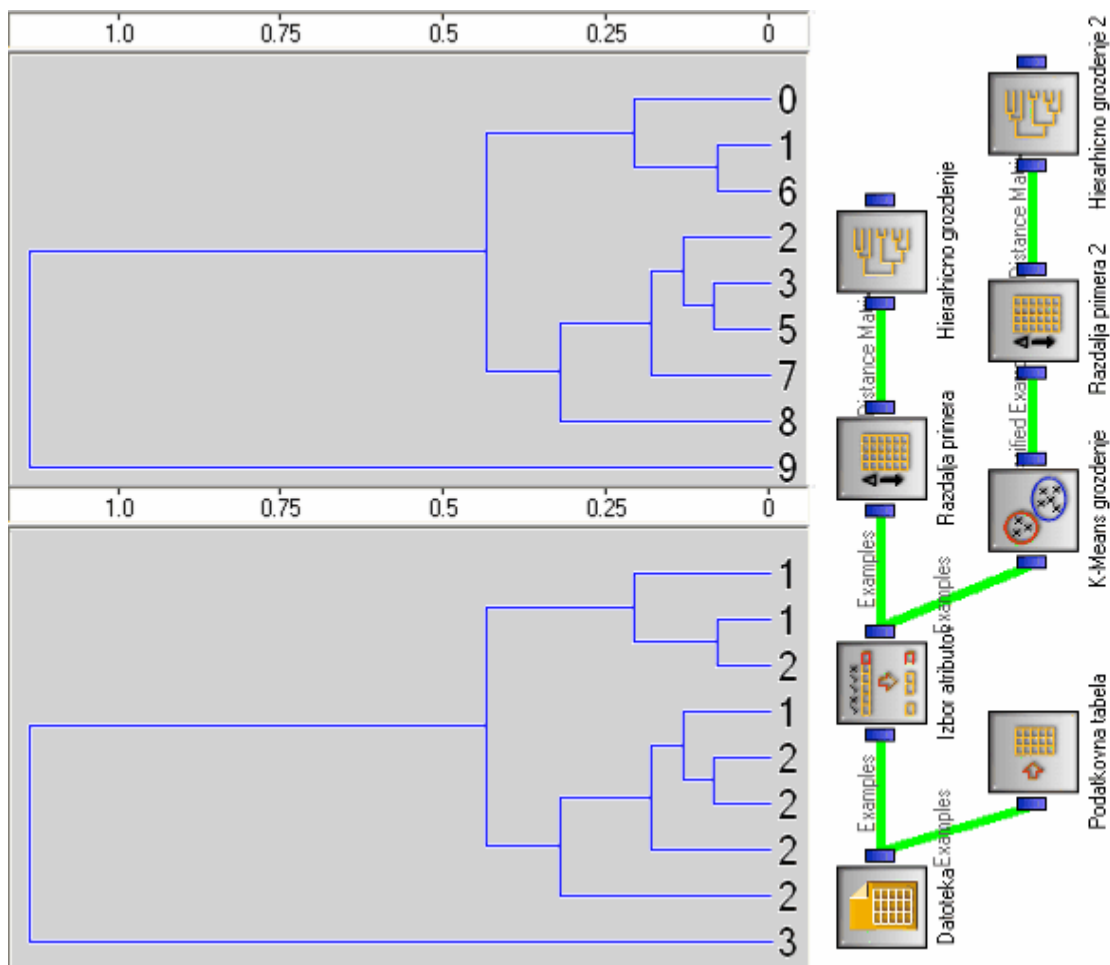 1.0 0.75 0.5 0.25 0
0
1
6
2
3
5
7
8
9
1.0 0.75 0.5 0.25 0
1
1
2
1
2
2
2
2
3
Datoteka
Examples
Examples
Podatkovna tabela
Izbor atributov
Examples
Examples
K-Means grozdenje
Razdalja primera
Distance
Razdalja primera 2
Distance
Hierarhicno grozdenje
Hierarhicno grozdenje 2